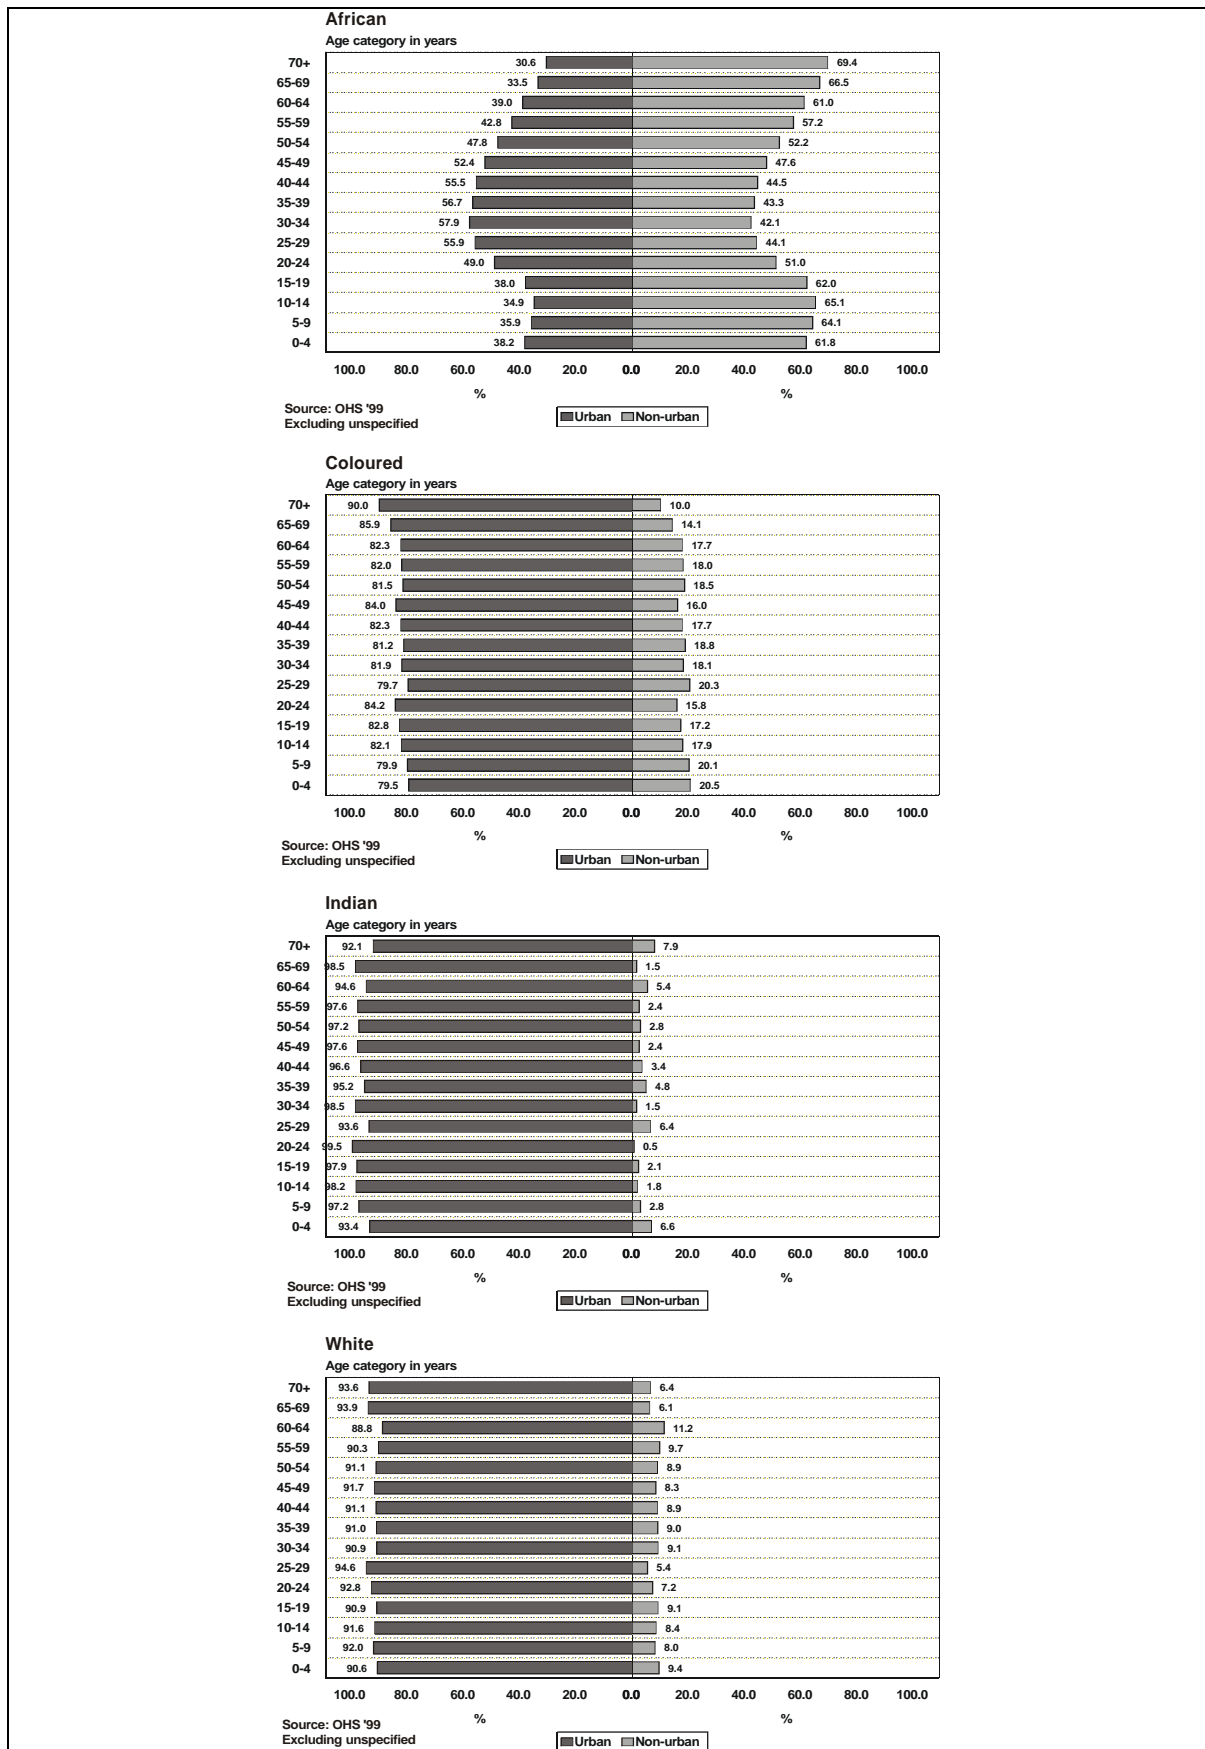 African
Age category in years
70+ 30.6 69.4
65-69 33.5 66.5
60-64 39.0 61.0
55-59 42.8 57.2
50-54 47.8 52.2
45-49 52.4 47.6
40-44 55.5 44.5
35-39 56.7 43.3
30-34 57.9 42.1
25-29 55.9 44.1
20-24 49.0 51.0
15-19 38.0 62.0
10-14 34.9 65.1
5-9 35.9 64.1
0-4 38.2 61.8
100.0 80.0 60.0 40.0 20.0 0.0 20.0 40.0 60.0 80.0 100.0
% %
Source: OHS '99
Excluding unspecified
Urban Non-urban
Coloured
Age category in years
70+ 90.0 10.0
65-69 85.9 14.1
60-64 82.3 17.7
55-59 82.0 18.0
50-54 81.5 18.5
45-49 84.0 16.0
40-44 82.3 17.7
35-39 81.2 18.8
30-34 81.9 18.1
25-29 79.7 20.3
20-24 84.2 15.8
15-19 82.8 17.2
10-14 82.1 17.9
5-9 79.9 20.1
0-4 79.5 20.5
100.0 80.0 60.0 40.0 20.0 0.0 20.0 40.0 60.0 80.0 100.0
% %
Source: OHS '99
Excluding unspecified
Urban Non-urban
Indian
Age category in years
70+ 92.1 7.9
65-69 98.5 1.5
60-64 94.6 5.4
55-59 97.6 2.4
50-54 97.2 2.8
45-49 97.6 2.4
40-44 96.6 3.4
35-39 95.2 4.8
30-34 98.5 1.5
25-29 93.6 6.4
20-24 99.5 0.5
15-19 97.9 2.1
10-14 98.2 1.8
5-9 97.2 2.8
0-4 93.4 6.6
100.0 80.0 60.0 40.0 20.0 0.0 20.0 40.0 60.0 80.0 100.0
% %
Source: OHS '99
Excluding unspecified
Urban Non-urban
White
Age category in years
70+ 93.6 6.4
65-69 93.9 6.1
60-64 88.8 11.2
55-59 90.3 9.7
50-54 91.1 8.9
45-49 91.7 8.3
40-44 91.1 8.9
35-39 91.0 9.0
30-34 90.9 9.1
25-29 94.6 5.4
20-24 92.8 7.2
15-19 90.9 9.1
10-14 91.6 8.4
5-9 92.0 8.0
0-4 90.6 9.4
100.0 80.0 60.0 40.0 20.0 0.0 20.0 40.0 60.0 80.0 100.0
% %
Source: OHS '99
Excluding unspecified
Urban Non-urban